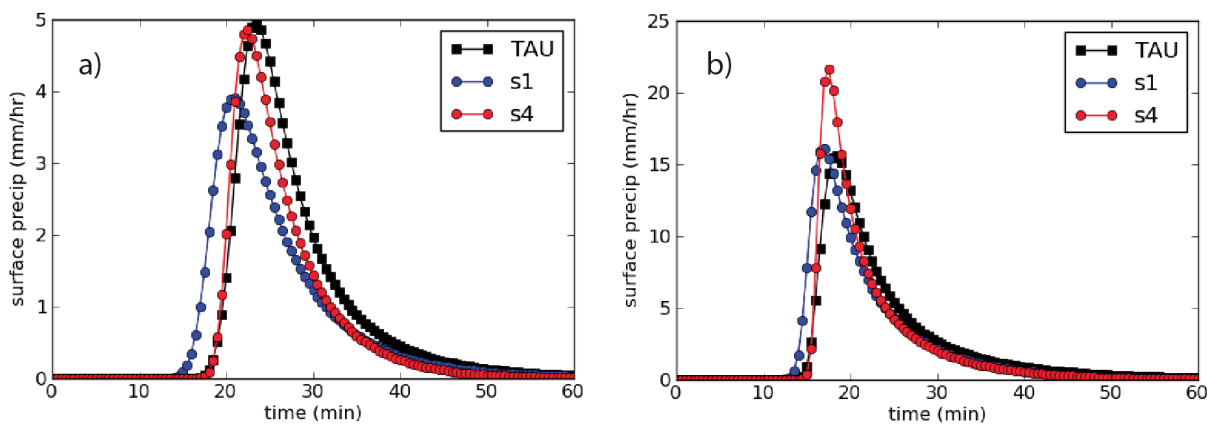 a)
TAU
s1
s4
surface precip (mm/hr)
5
4
3
2
1
0
0 10 20 30 40 50 60
time (min)
b)
TAU
s1
s4
surface precip (mm/hr)
25
20
15
10
5
0
0 10 20 30 40 50 60
time (min)